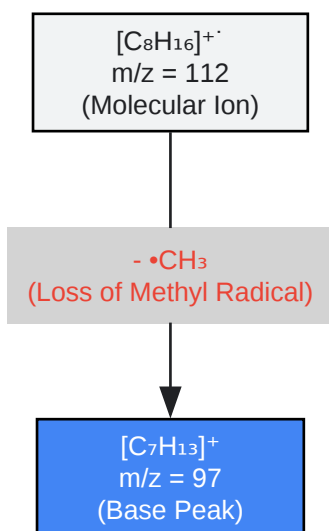 [C₈H₁₆]⁺˙
m/z = 112
(Molecular Ion)
- •CH₃
(Loss of Methyl Radical)
[C₇H₁₃]⁺
m/z = 97
(Base Peak)